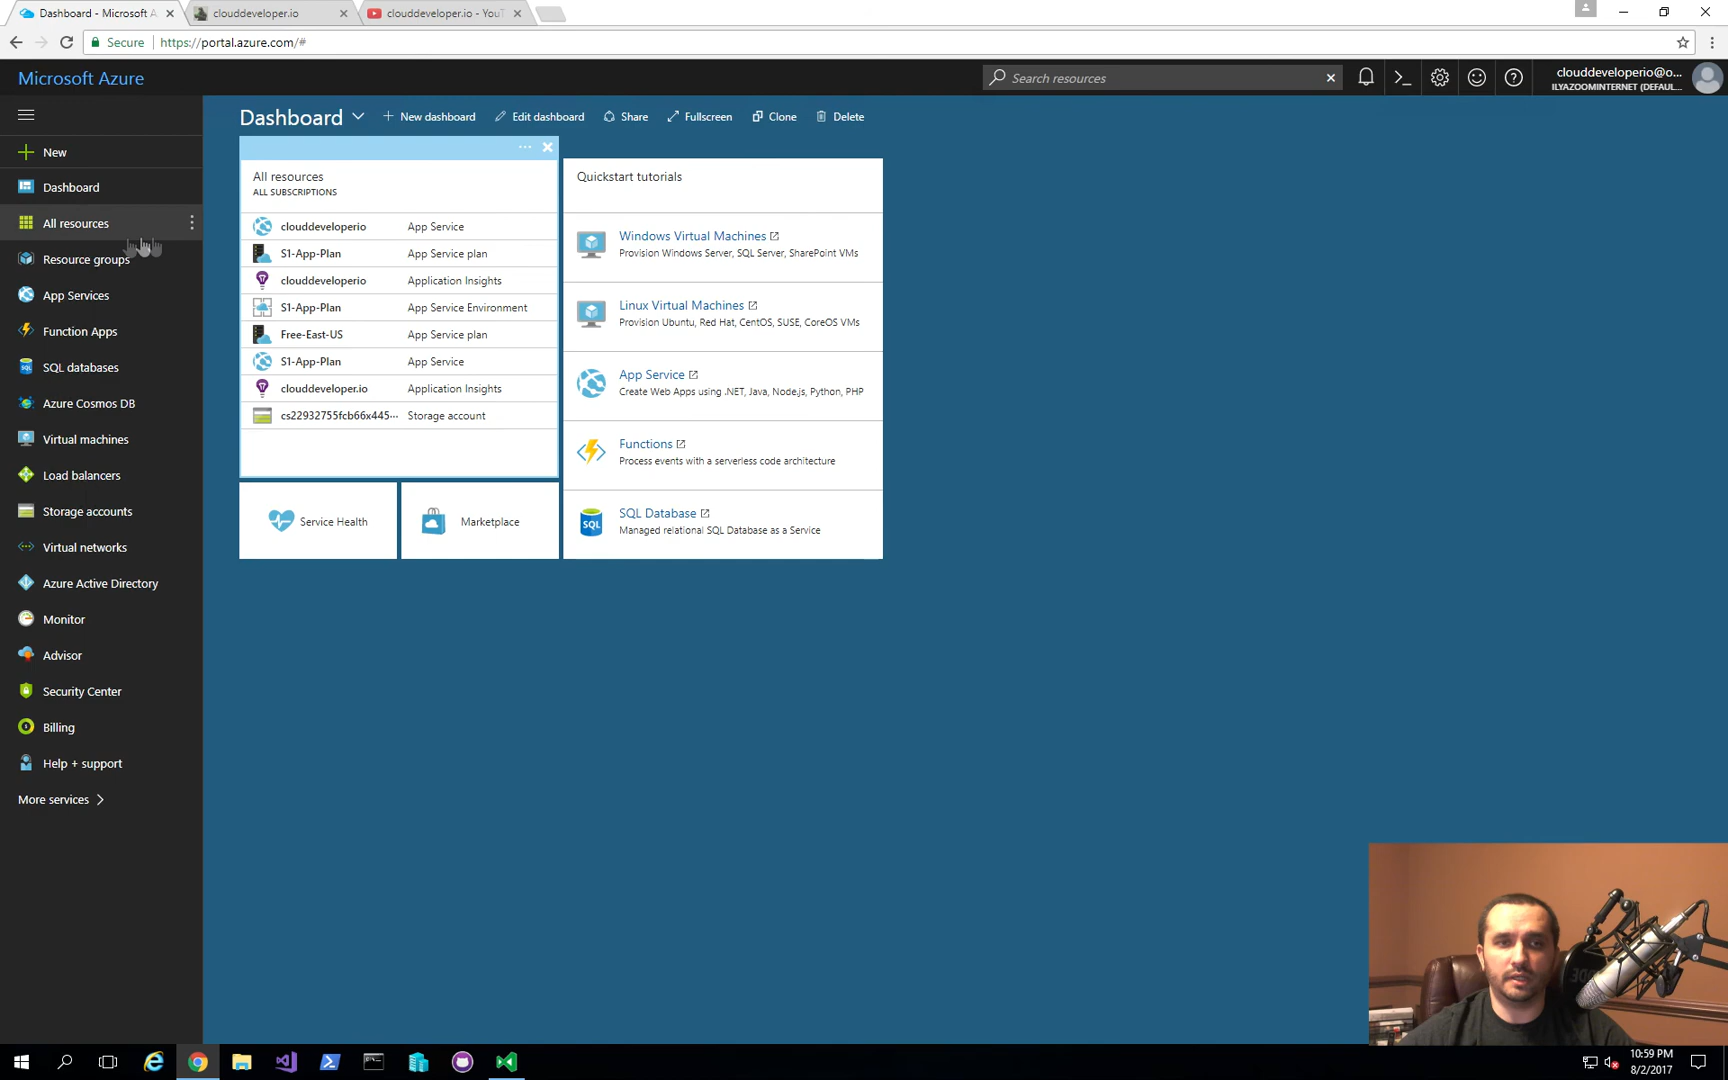 Dashboard - Microsoft A
clouddeveloper.io
clouddeveloper.io - YouT
Secure
https://portal.azure.com/#
Microsoft Azure
Search resources
clouddeveloperio@o...
ILYAZOOMINTERNET (DEFAUL...
New
Dashboard
All resources
Resource groups
App Services
Function Apps
SQL databases
Azure Cosmos DB
Virtual machines
Load balancers
Storage accounts
Virtual networks
Azure Active Directory
Monitor
Advisor
Security Center
Billing
Help + support
More services
Dashboard
New dashboard
Edit dashboard
Share
Fullscreen
Clone
Delete
All resources
ALL SUBSCRIPTIONS
clouddeveloperio App Service
S1-App-Plan App Service plan
clouddeveloperio Application Insights
S1-App-Plan App Service Environment
Free-East-US App Service plan
S1-App-Plan App Service
clouddeveloper.io Application Insights
cs22932755fcb66x445... Storage account
Service Health
Marketplace
Quickstart tutorials
Windows Virtual Machines
Provision Windows Server, SQL Server, SharePoint VMs
Linux Virtual Machines
Provision Ubuntu, Red Hat, CentOS, SUSE, CoreOS VMs
App Service
Create Web Apps using .NET, Java, Node.js, Python, PHP
Functions
Process events with a serverless code architecture
SQL
SQL Database
Managed relational SQL Database as a Service
10:59 PM
8/2/2017